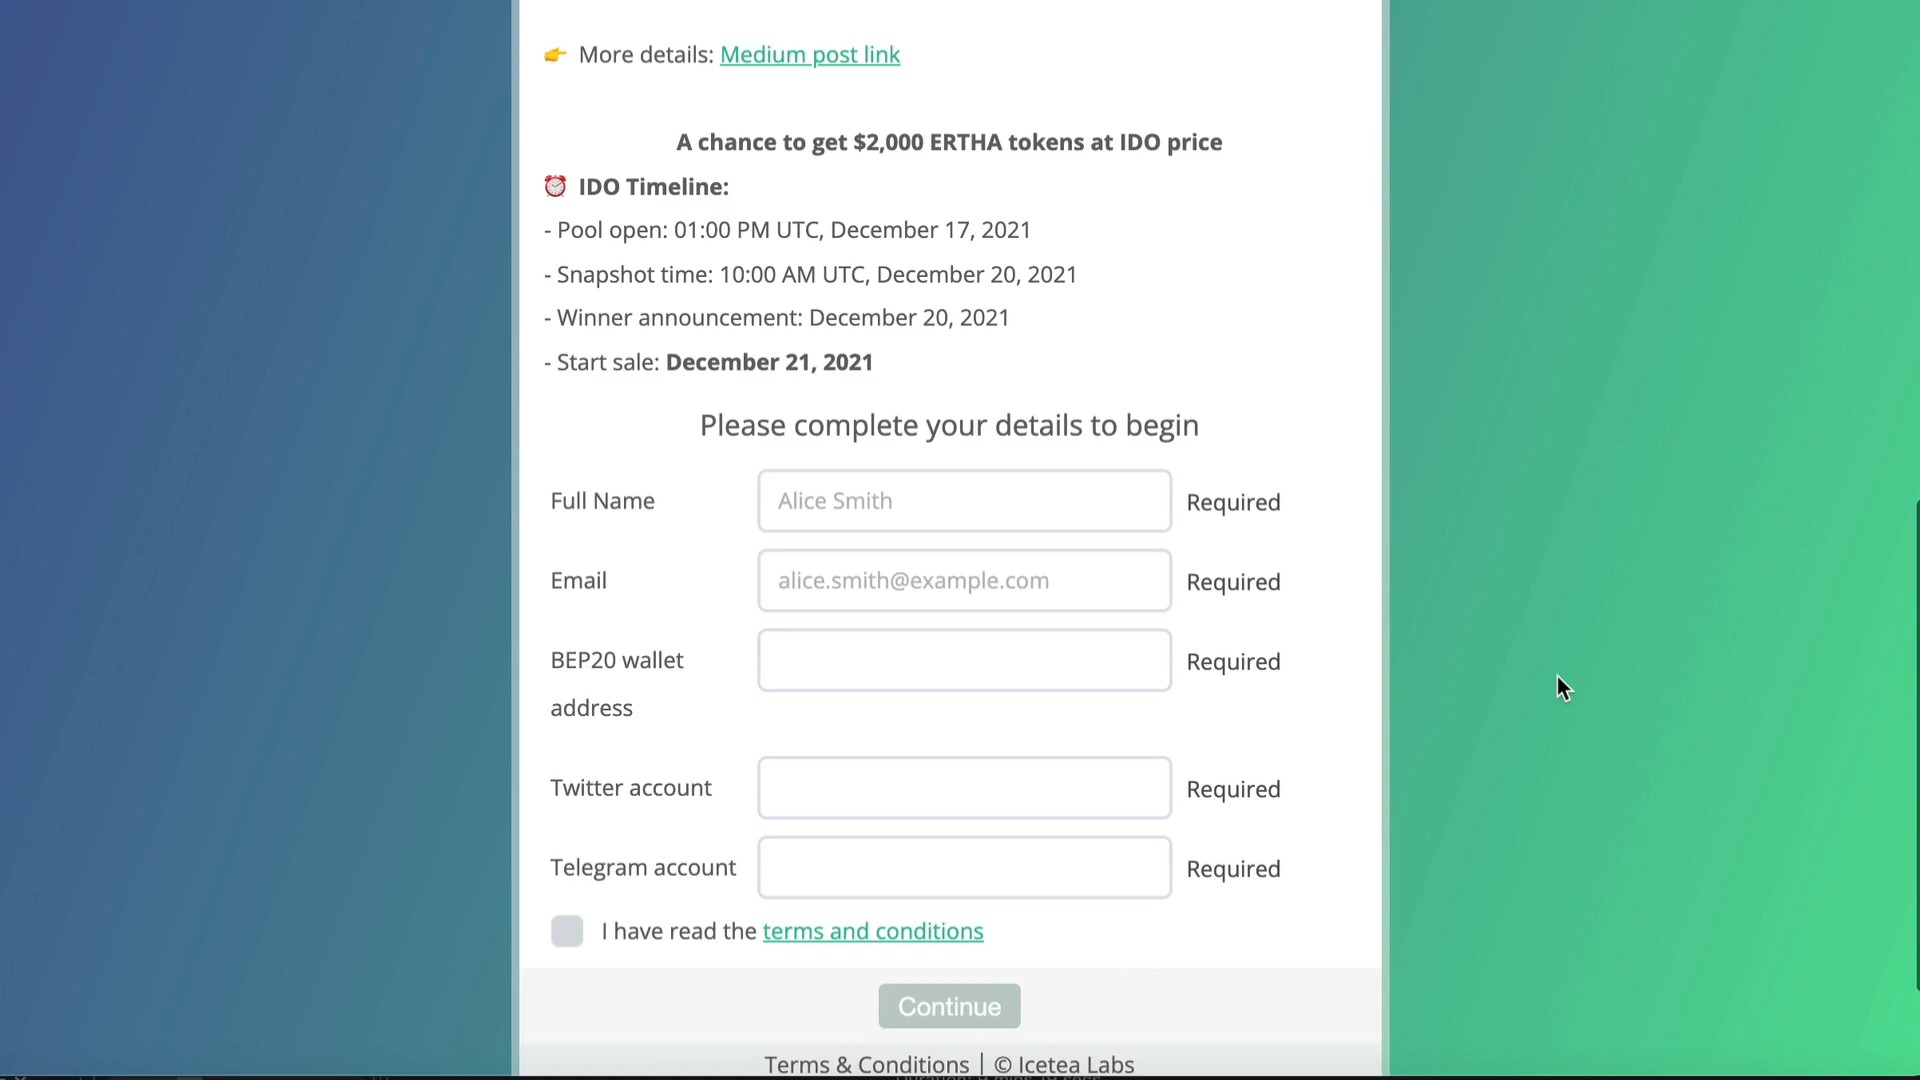 👉 More details: Medium post link
A chance to get $2,000 ERTHA tokens at IDO price
⏰ IDO Timeline:
- Pool open: 01:00 PM UTC, December 17, 2021
- Snapshot time: 10:00 AM UTC, December 20, 2021
- Winner announcement: December 20, 2021
- Start sale: December 21, 2021
Please complete your details to begin
Full Name Alice Smith Required
Email alice.smith@example.com Required
BEP20 wallet address Required
Twitter account Required
Telegram account Required
I have read the terms and conditions
Continue
Terms & Conditions | © Icetea Labs